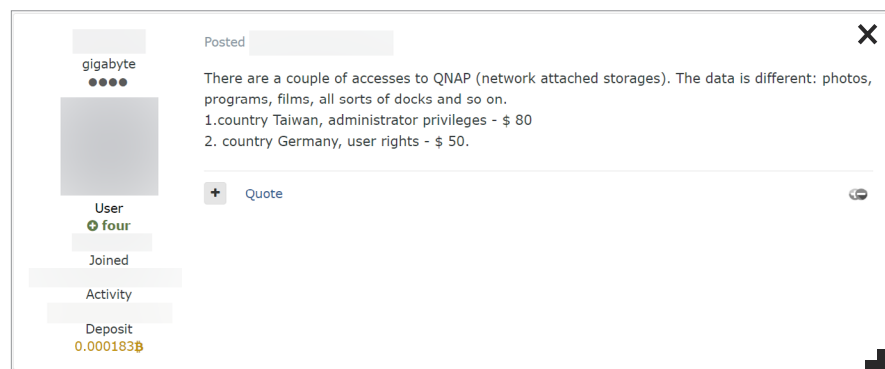 gigabyte
Posted
There are a couple of accesses to QNAP (network attached storages). The data is different: photos,
programs, films, all sorts of docks and so on.
1.country Taiwan, administrator privileges - $ 80
2. country Germany, user rights - $ 50.
+ Quote
User
four
Joined
Activity
Deposit
0.000183₿